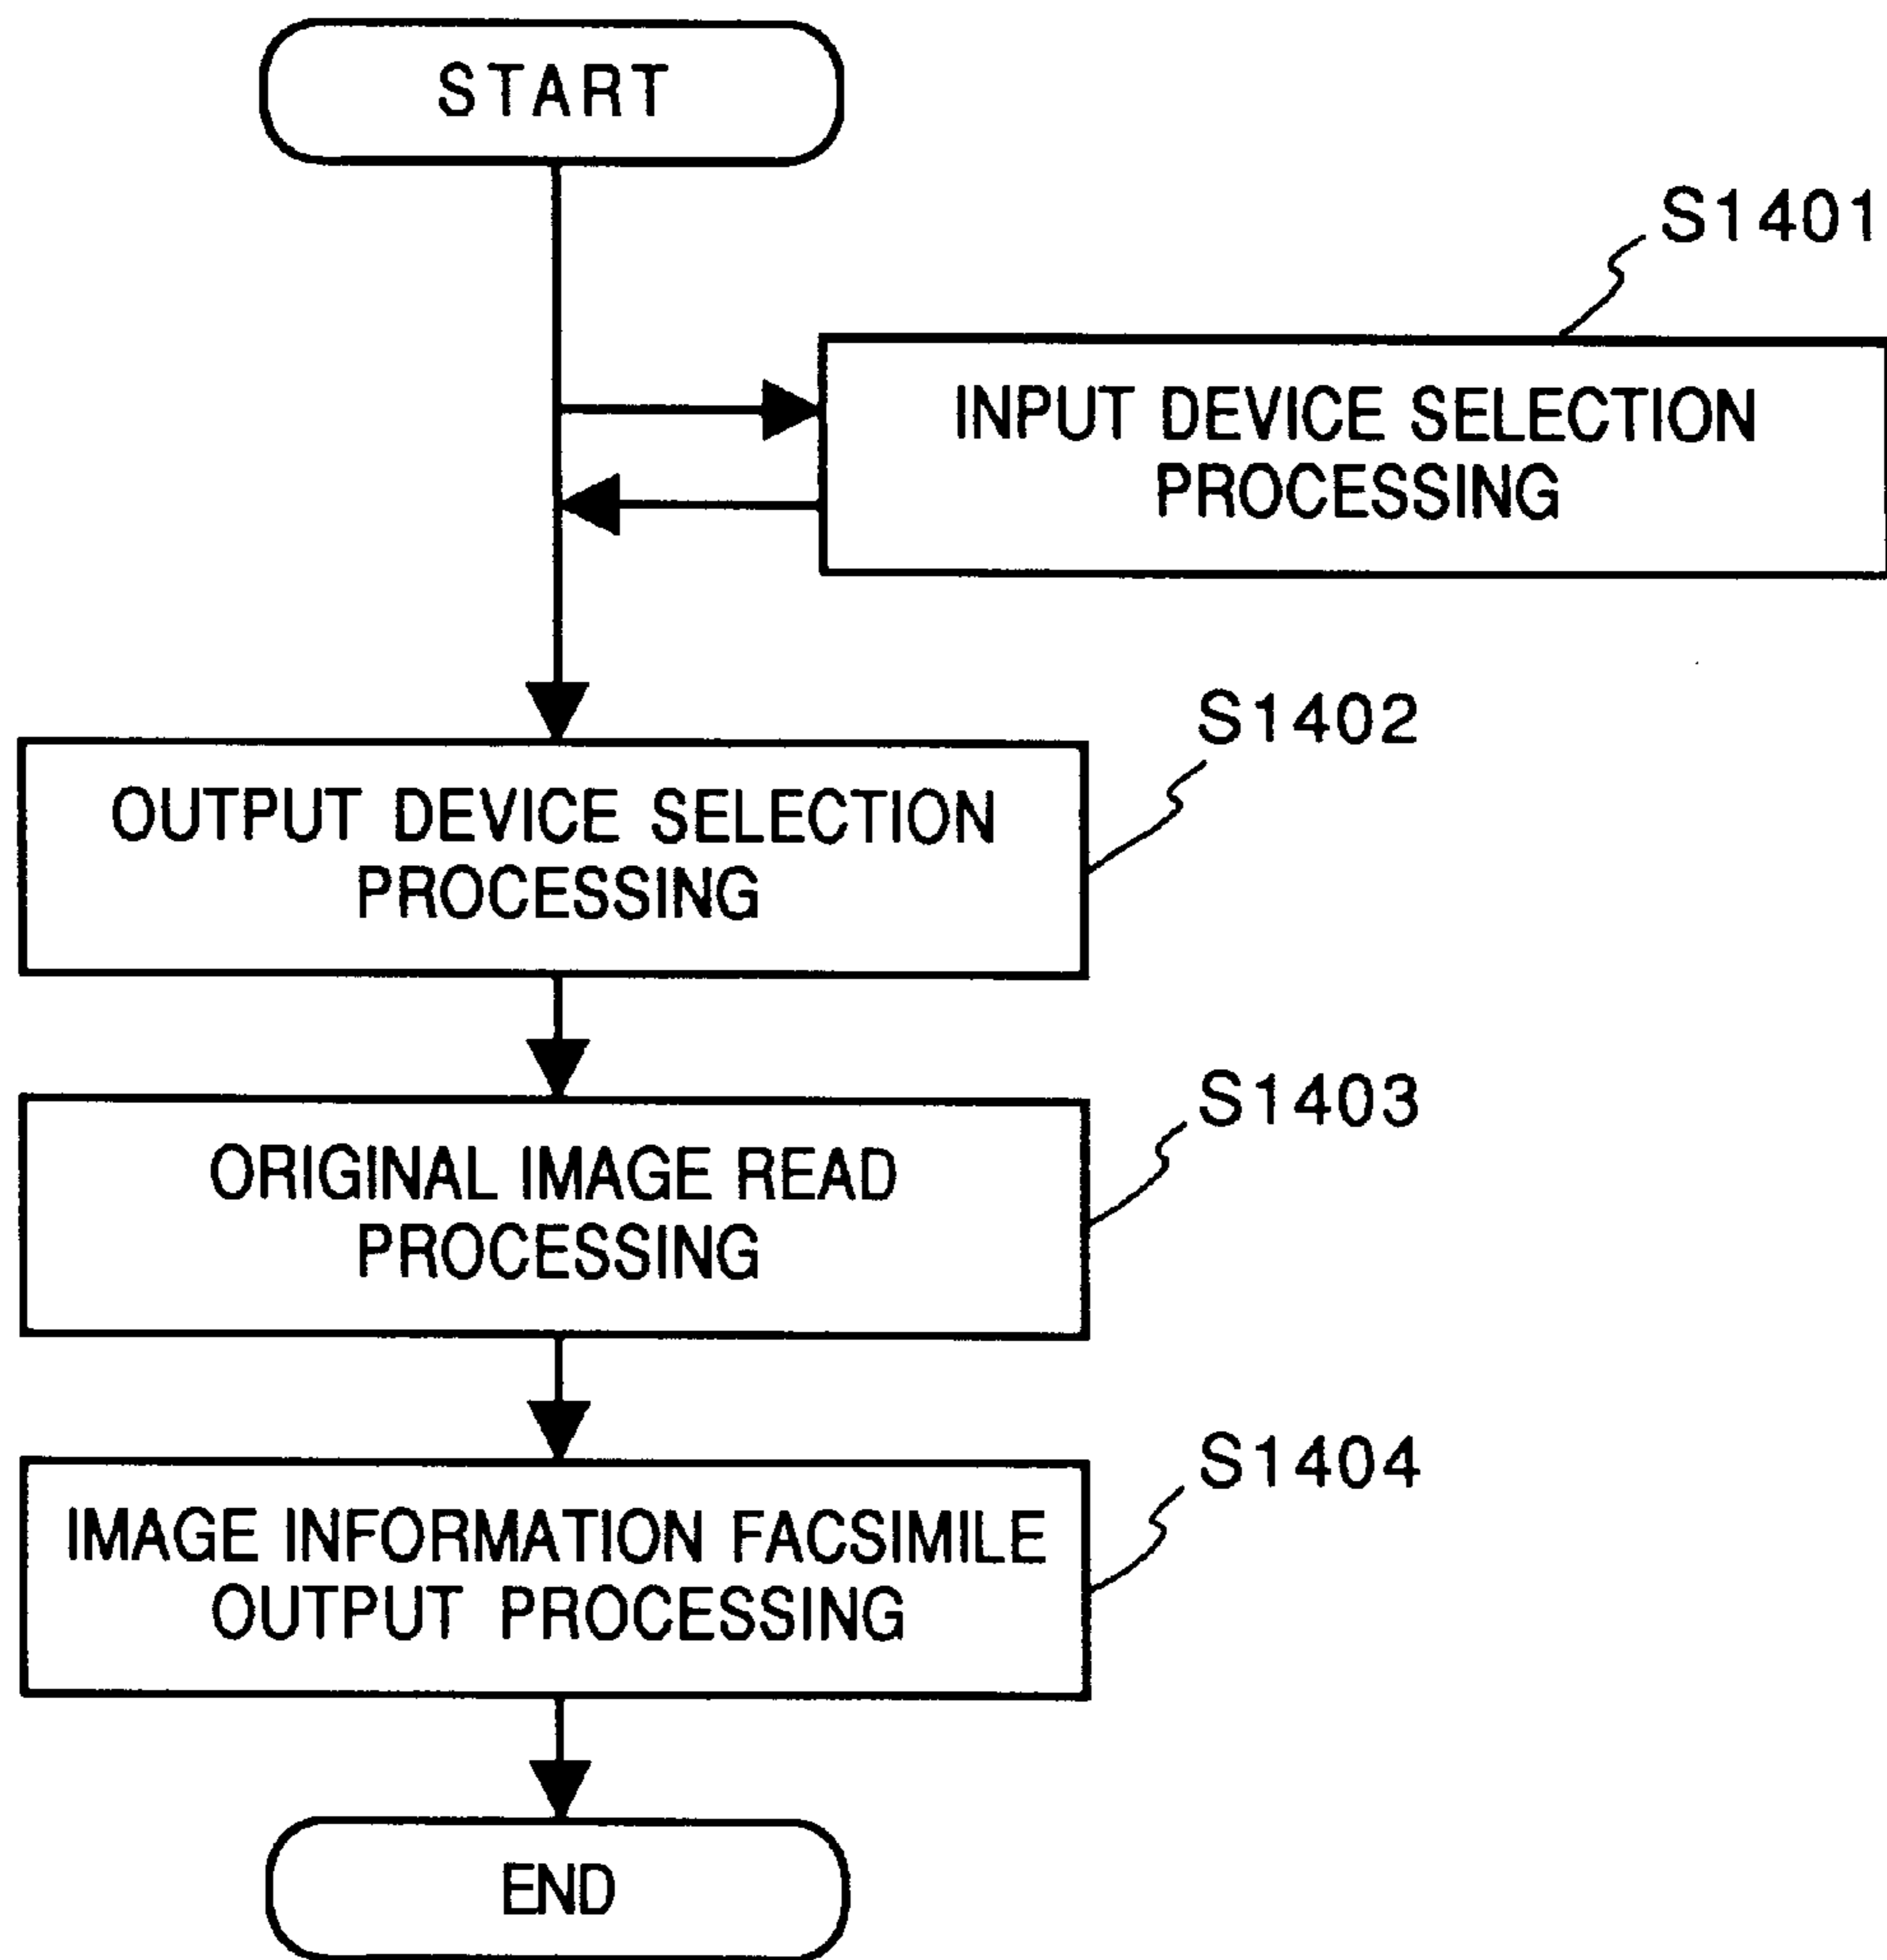 START
S1401
INPUT DEVICE SELECTION
PROCESSING
S1402
OUTPUT DEVICE SELECTION
PROCESSING
S1403
ORIGINAL IMAGE READ
PROCESSING
S1404
IMAGE INFORMATION FACSIMILE
OUTPUT PROCESSING
END